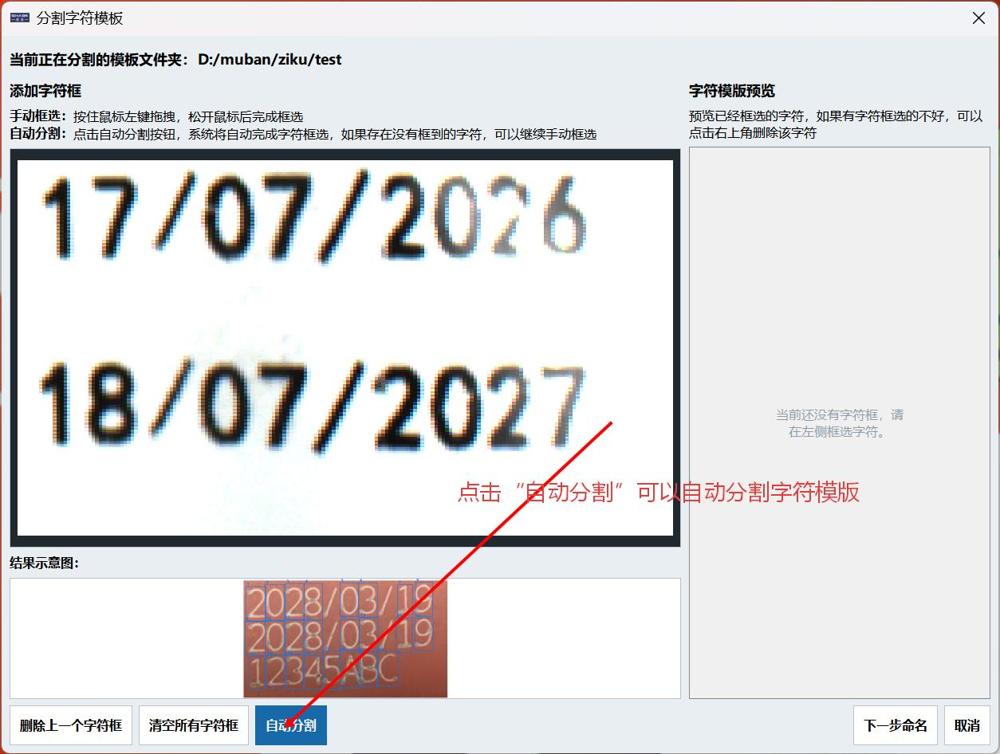 分割字符模板
当前正在分割的模板文件夹：D:/muban/ziku/test
添加字符框
手动框选：按住鼠标左键拖拽，松开鼠标后完成框选
自动分割：点击自动分割按钮，系统将自动完成字符框选，如果存在没有框到的字符，可以继续手动框选
字符模版预览
预览已经框选的字符，如果有字符框选的不好，可以
点击右上角删除该字符
17/07/2026
18/07/2027
当前还没有字符框，请
在左侧框选字符。
点击“自动分割”可以自动分割字符模版
结果示意图：
2028/03/19
2028/03/19
12345ABC
删除上一个字符框
清空所有字符框
自动分割
下一步命名
取消